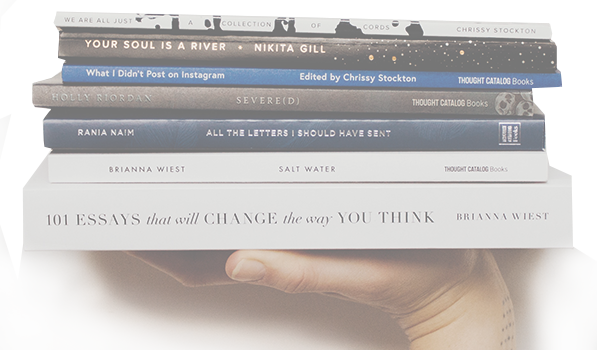 WE ARE ALL JUST A COLLECTION OF CORDS CHRISSY STOCKTON
YOUR SOUL IS A RIVER • NIKITA GILL
What I Didn't Post on Instagram Edited by Chrissy Stockton THOUGHT CATALOG Books
HOLLY RIORDAN SEVERE(D) THOUGHT CATALOG Books
RANIA NAIM ALL THE LETTERS I SHOULD HAVE SENT
BRIANNA WIEST SALT WATER THOUGHT CATALOG Books
101 ESSAYS that will CHANGE the way YOU THINK BRIANNA WIEST